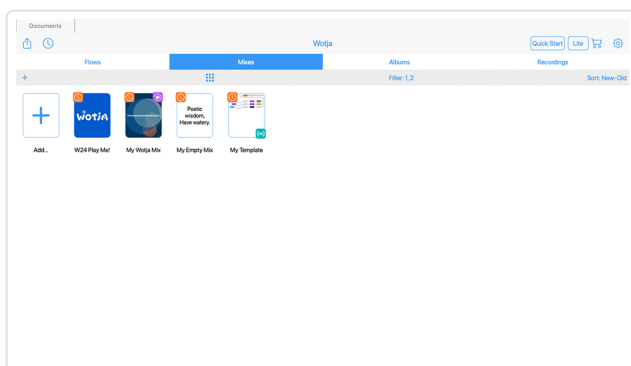 Documents
Wotja
Quick Start
Lite
Flows
Mixes
Albums
Recordings
+
Filter: 1, 2
Sort: New-Old
wotja
Poetic
wisdom,
Have watery.
Add...
W24 Play Me!
My Wotja Mix
My Empty Mix
My Template